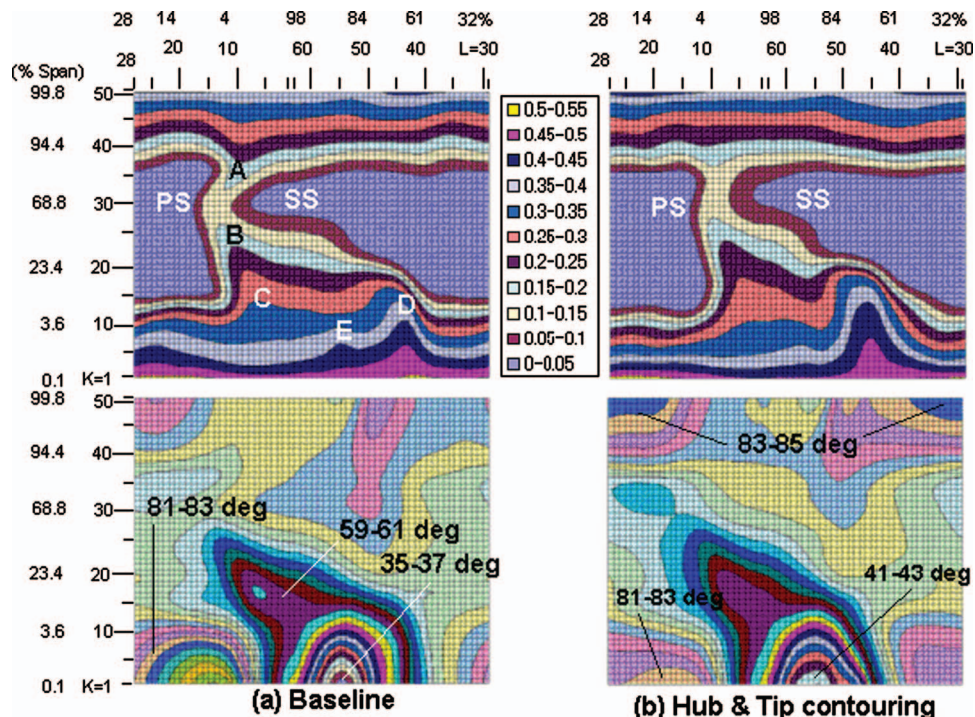 28 14 4 98 84 61 32%
28 20 10 60 50 40 L=30
(% Span)
99.8 50
94.4 40
68.8 30
23.4 20
3.6 10
0.1 K=1
A
PS
SS
B
C
D
E
0.5-0.55
0.45-0.5
0.4-0.45
0.35-0.4
0.3-0.35
0.25-0.3
0.2-0.25
0.15-0.2
0.1-0.15
0.05-0.1
0-0.05
28 14 4 98 84 61 32%
28 20 10 60 50 40 L=30
PS
SS
99.8 50
94.4 40
68.8 30
23.4 20
3.6 10
0.1 K=1
81-83 deg
59-61 deg
35-37 deg
(a) Baseline
83-85 deg
41-43 deg
81-83 deg
(b) Hub & Tip contouring